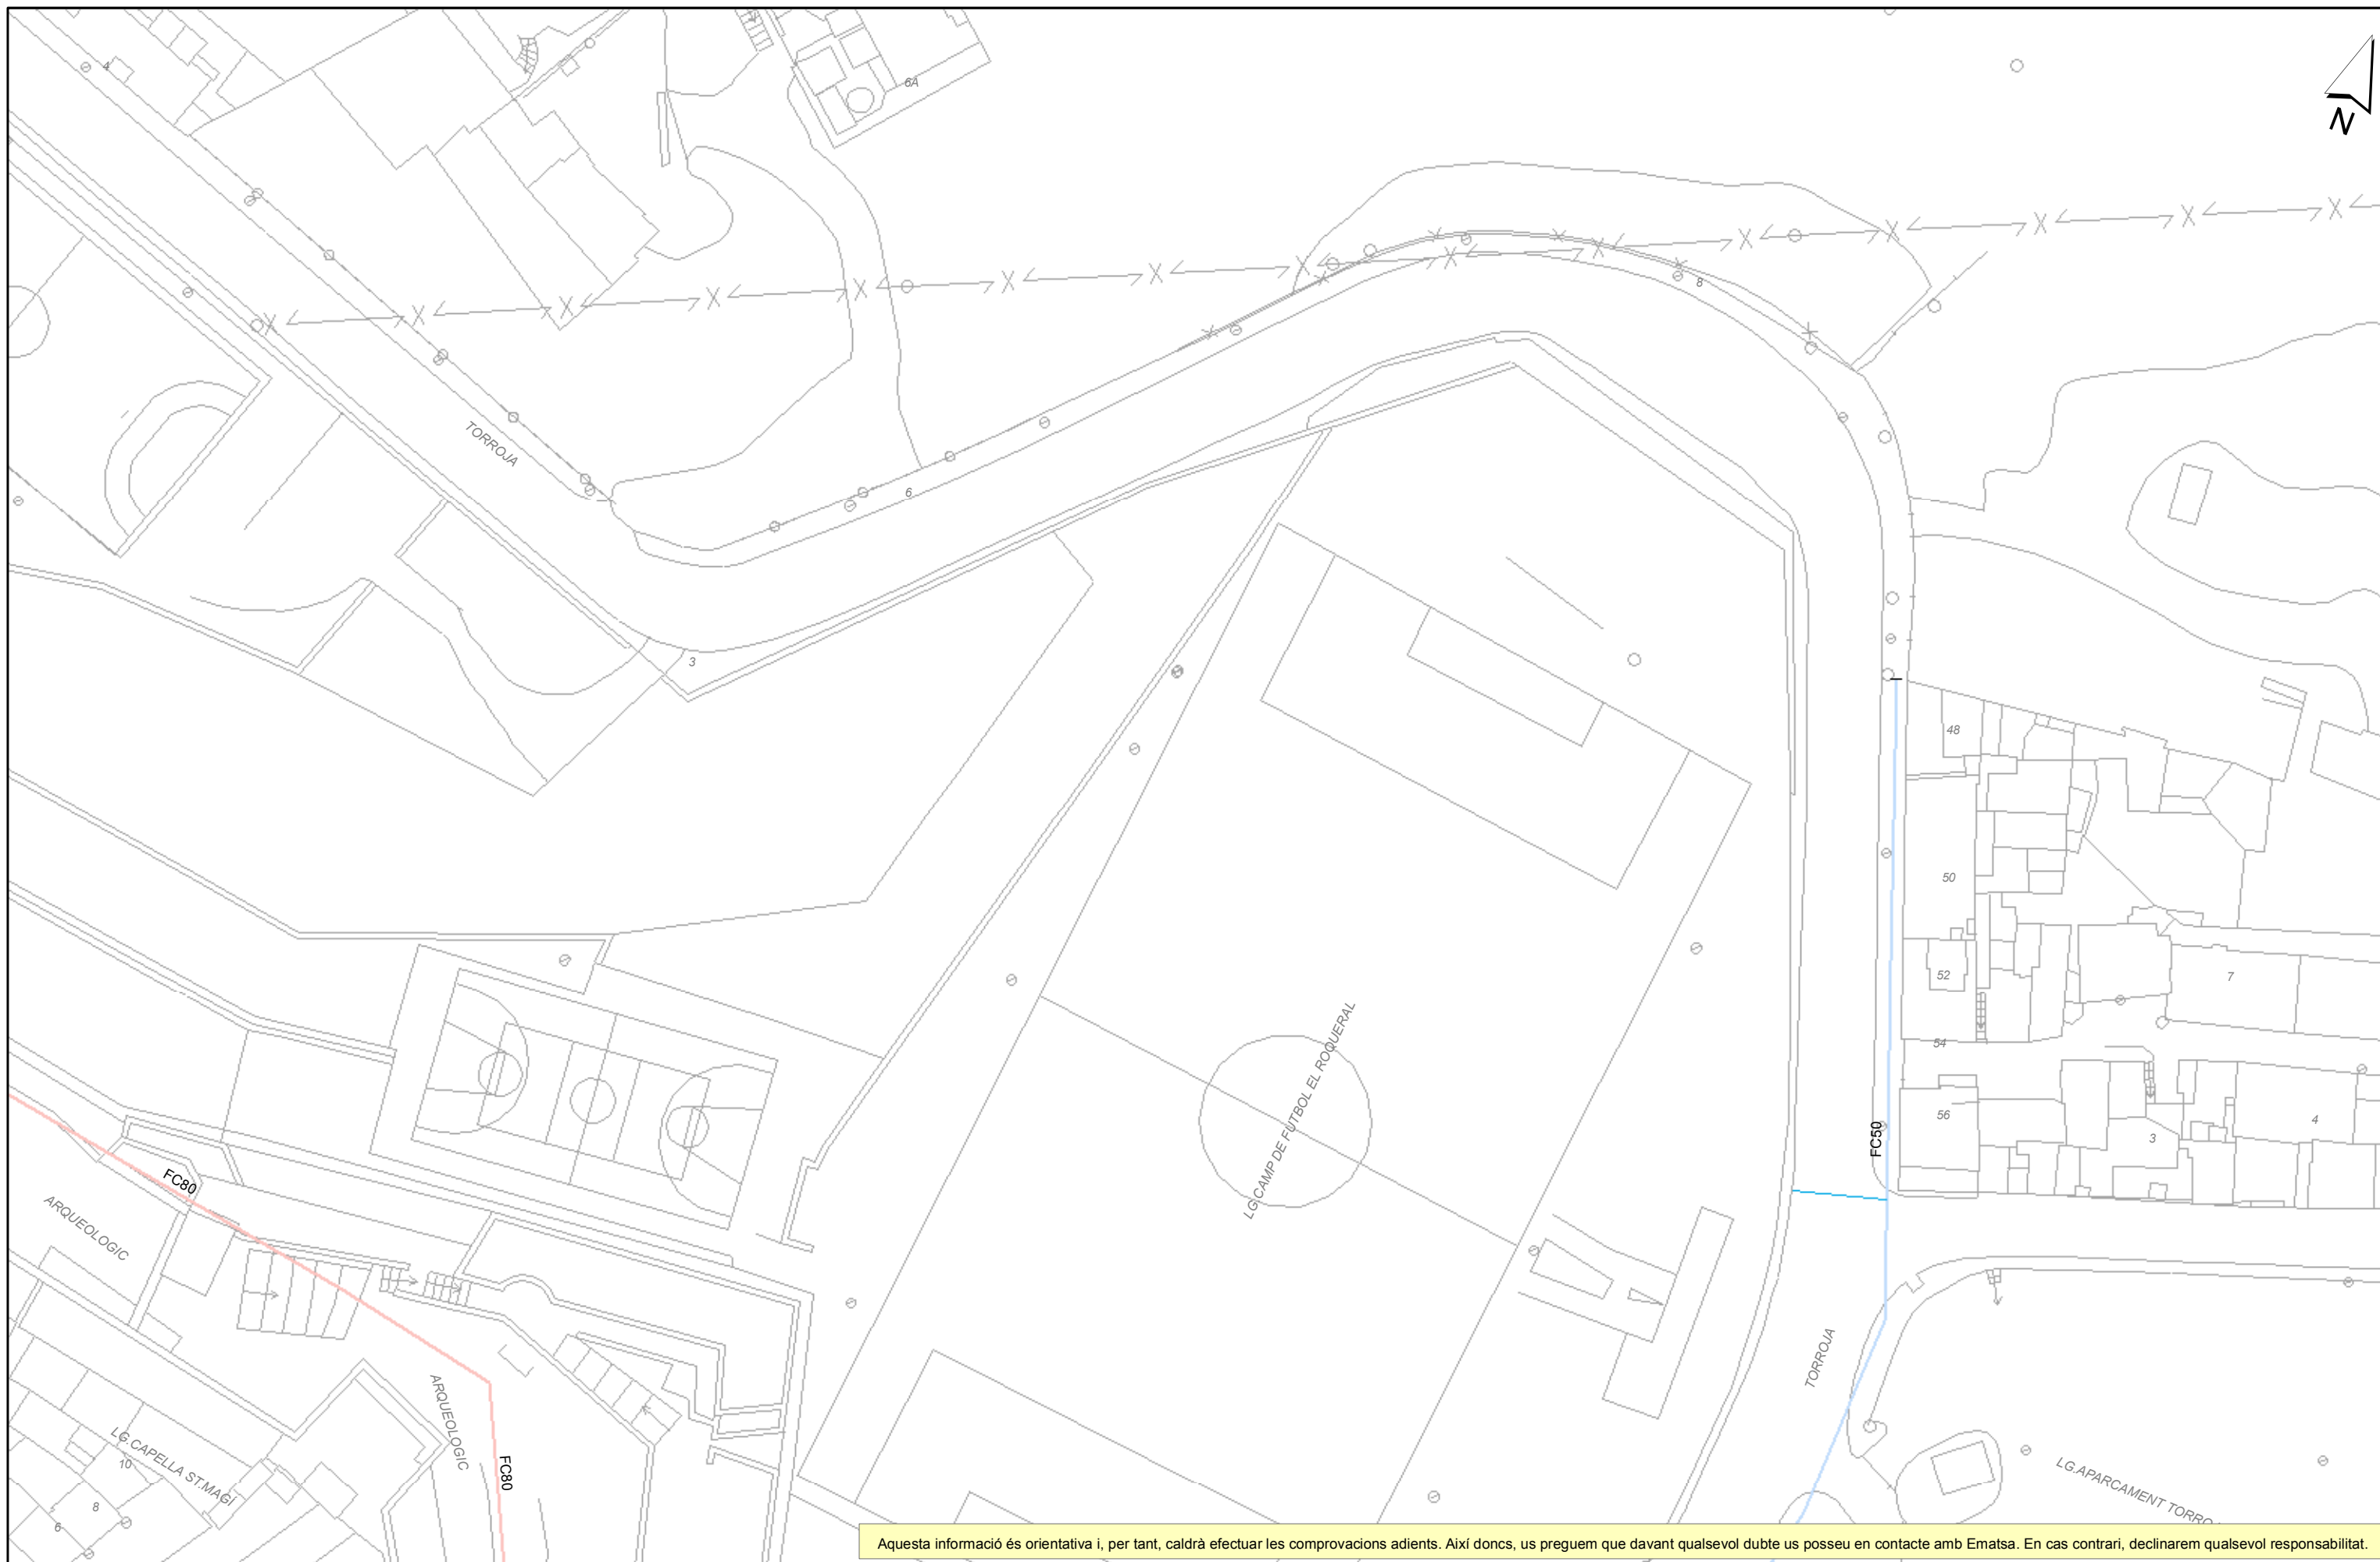 4
6A
N
8
TORROJA
6
3
48
50
52
7
54
LG.CAMP DE FUTBOL EL ROQUERAL
56
FC50
4
3
FC80
ARQUEOLOGIC
TORROJA
ARQUEOLOGIC
LG.CAPELLA ST.MAGÍ
10
FC80
LG.APARCAMENT TORRO
8
6
Aquesta informació és orientativa i, per tant, caldrà efectuar les comprovacions adients. Així doncs, us preguem que davant qualsevol dubte us posseu en contacte amb Ematsa. En cas contrari, declinarem qualsevol responsabilitat.